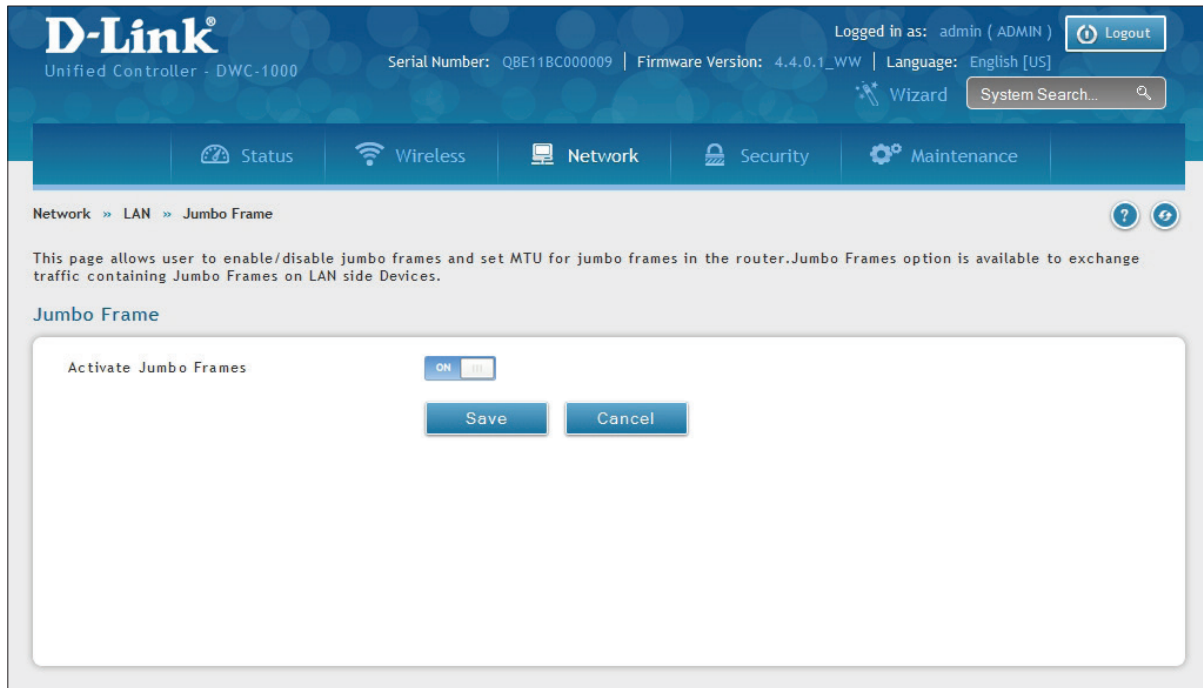 D-Link®
Unified Controller - DWC-1000
Logged in as: admin ( ADMIN ) Logout
Serial Number: QBE11BC000009 | Firmware Version: 4.4.0.1_WW | Language: English [US]
Wizard System Search...
Status Wireless Network Security Maintenance
Network » LAN » Jumbo Frame ?
This page allows user to enable/disable jumbo frames and set MTU for jumbo frames in the router.Jumbo Frames option is available to exchange
traffic containing Jumbo Frames on LAN side Devices.
Jumbo Frame
Activate Jumbo Frames ON
Save Cancel